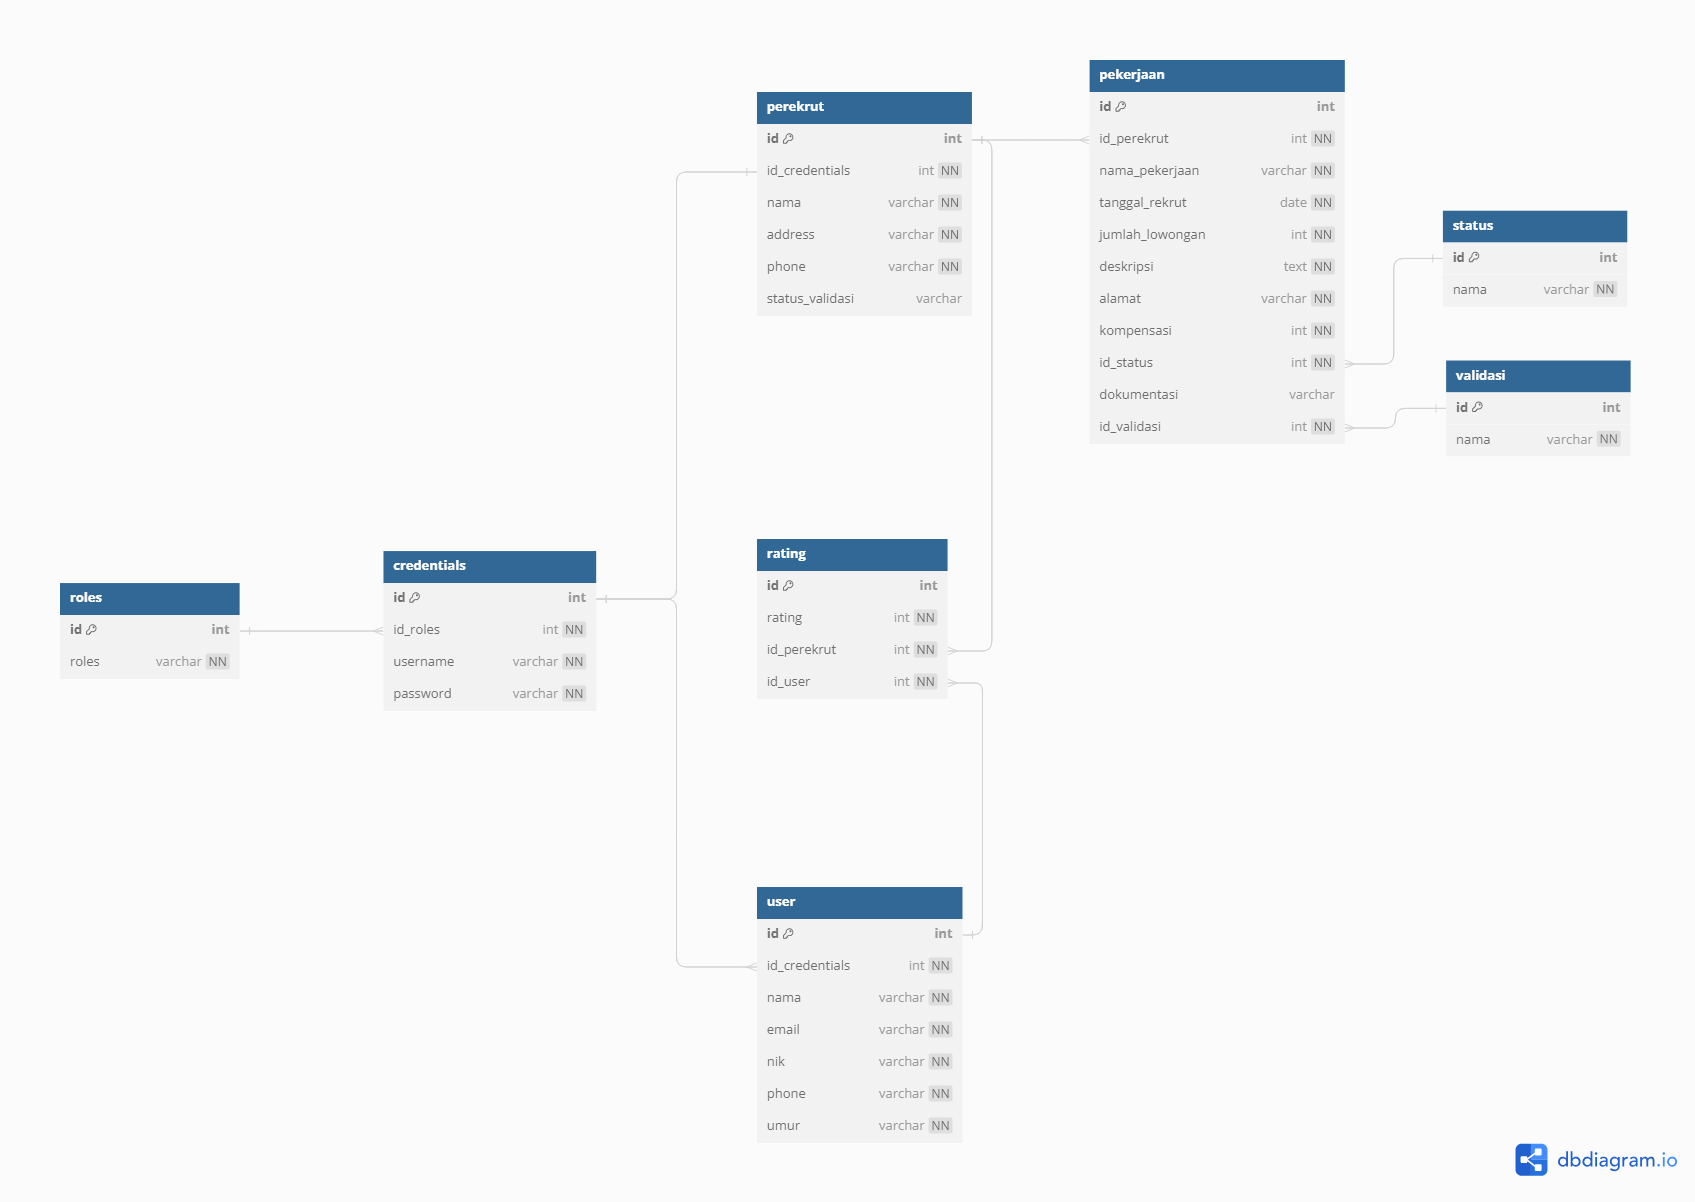 perekrut
id int
id_credentials int NN
nama varchar NN
address varchar NN
phone varchar NN
status_validasi varchar
pekerjaan
id int
id_perekrut int NN
nama_pekerjaan varchar NN
tanggal_rekrut date NN
jumlah_lowongan int NN
deskripsi text NN
alamat varchar NN
kompensasi int NN
id_status int NN
dokumentasi varchar
id_validasi int NN
status
id int
nama varchar NN
validasi
id int
nama varchar NN
roles
id int
roles varchar NN
credentials
id int
id_roles int NN
username varchar NN
password varchar NN
rating
id int
rating int NN
id_perekrut int NN
id_user int NN
user
id int
id_credentials int NN
nama varchar NN
email varchar NN
nik varchar NN
phone varchar NN
umur varchar NN
dbdiagram.io